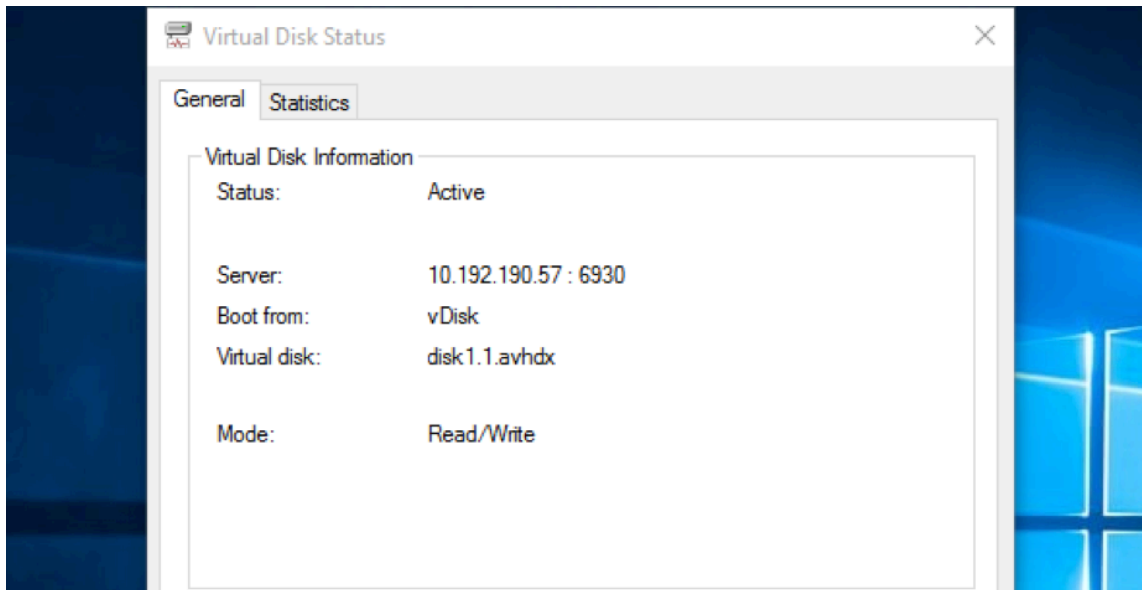 Virtual Disk Status
General Statistics
Virtual Disk Information
Status: Active
Server: 10.192.190.57 : 6930
Boot from: vDisk
Virtual disk: disk1.1.avhdx
Mode: Read/Write